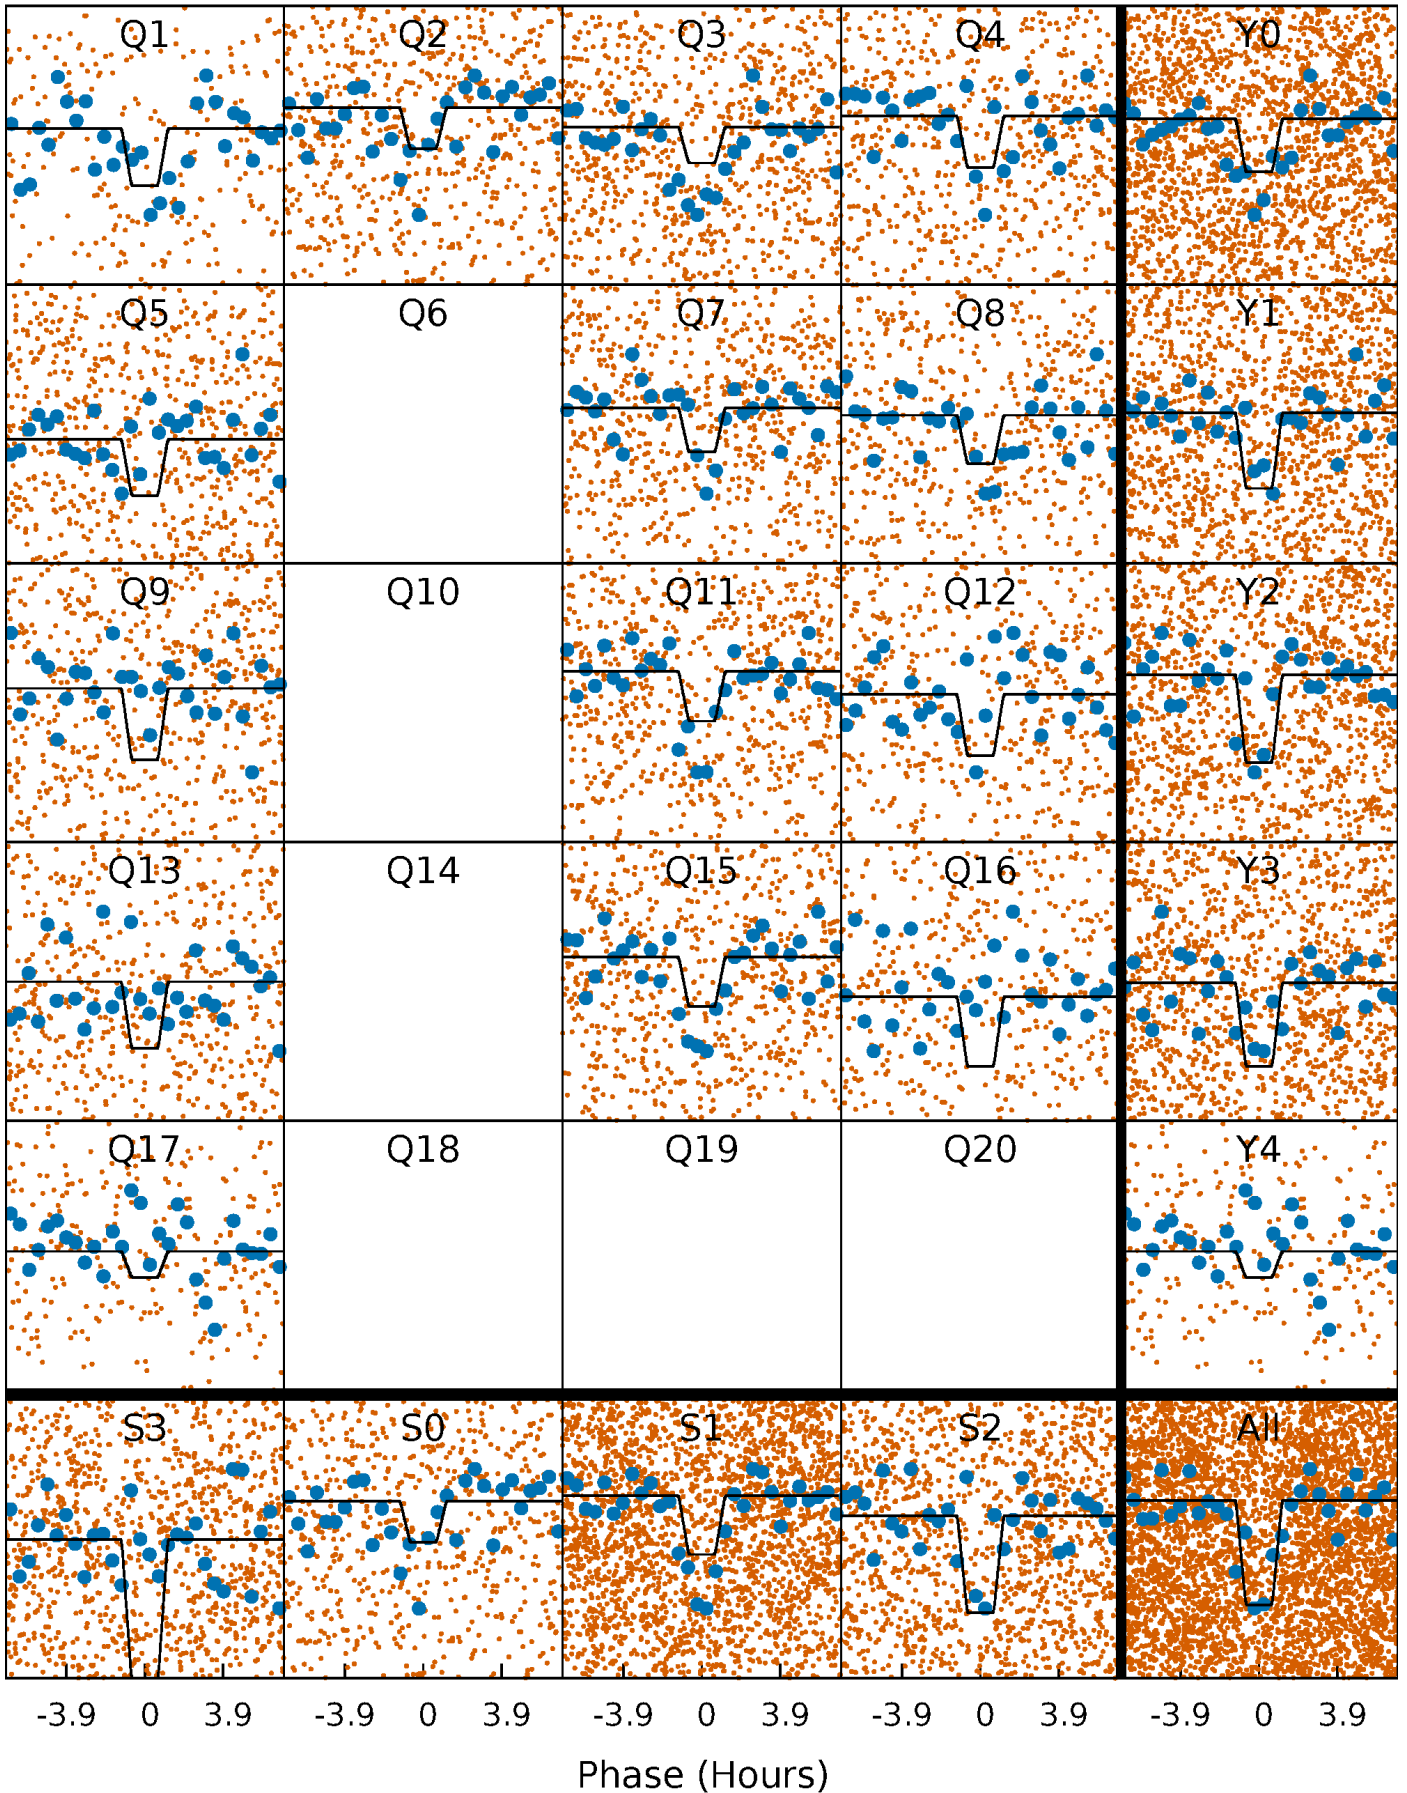 Q1 Q2 Q3 Q4 Y0
Q5 Q6 Q7 Q8 Y1
Q9 Q10 Q11 Q12 Y2
Q13 Q14 Q15 Q16 Y3
Q17 Q18 Q19 Q20 Y4
S3 S0 S1 S2 All
-3.9 0 3.9 -3.9 0 3.9 -3.9 0 3.9 -3.9 0 3.9 -3.9 0 3.9
Phase (Hours)